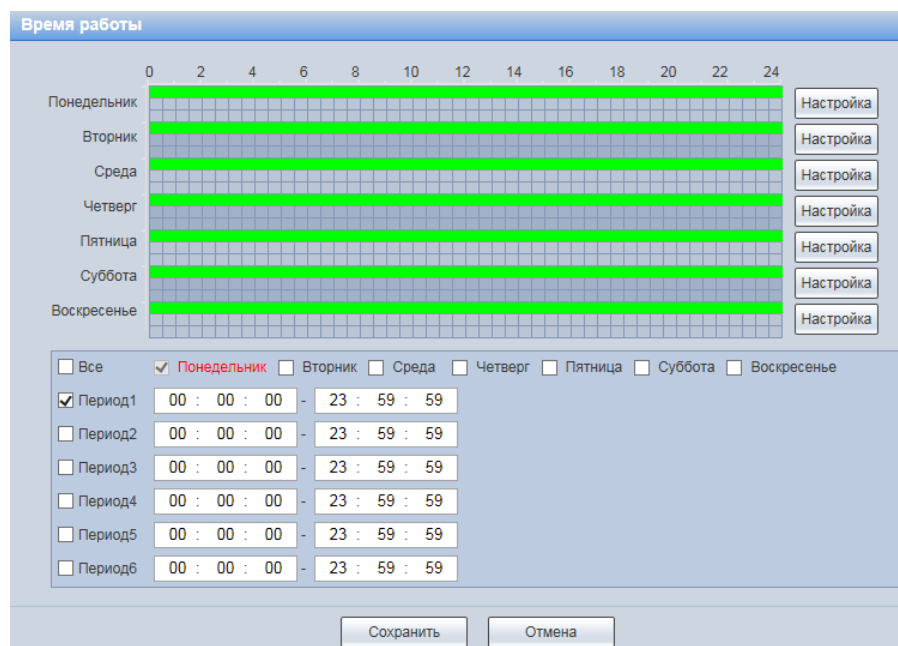 Время работы
0 2 4 6 8 10 12 14 16 18 20 22 24
Понедельник Настройка
Вторник Настройка
Среда Настройка
Четверг Настройка
Пятница Настройка
Суббота Настройка
Воскресенье Настройка
Все Понедельник Вторник Среда Четверг Пятница Суббота Воскресенье
Период1 00 : 00 : 00 - 23 : 59 : 59
Период2 00 : 00 : 00 - 23 : 59 : 59
Период3 00 : 00 : 00 - 23 : 59 : 59
Период4 00 : 00 : 00 - 23 : 59 : 59
Период5 00 : 00 : 00 - 23 : 59 : 59
Период6 00 : 00 : 00 - 23 : 59 : 59
Сохранить Отмена